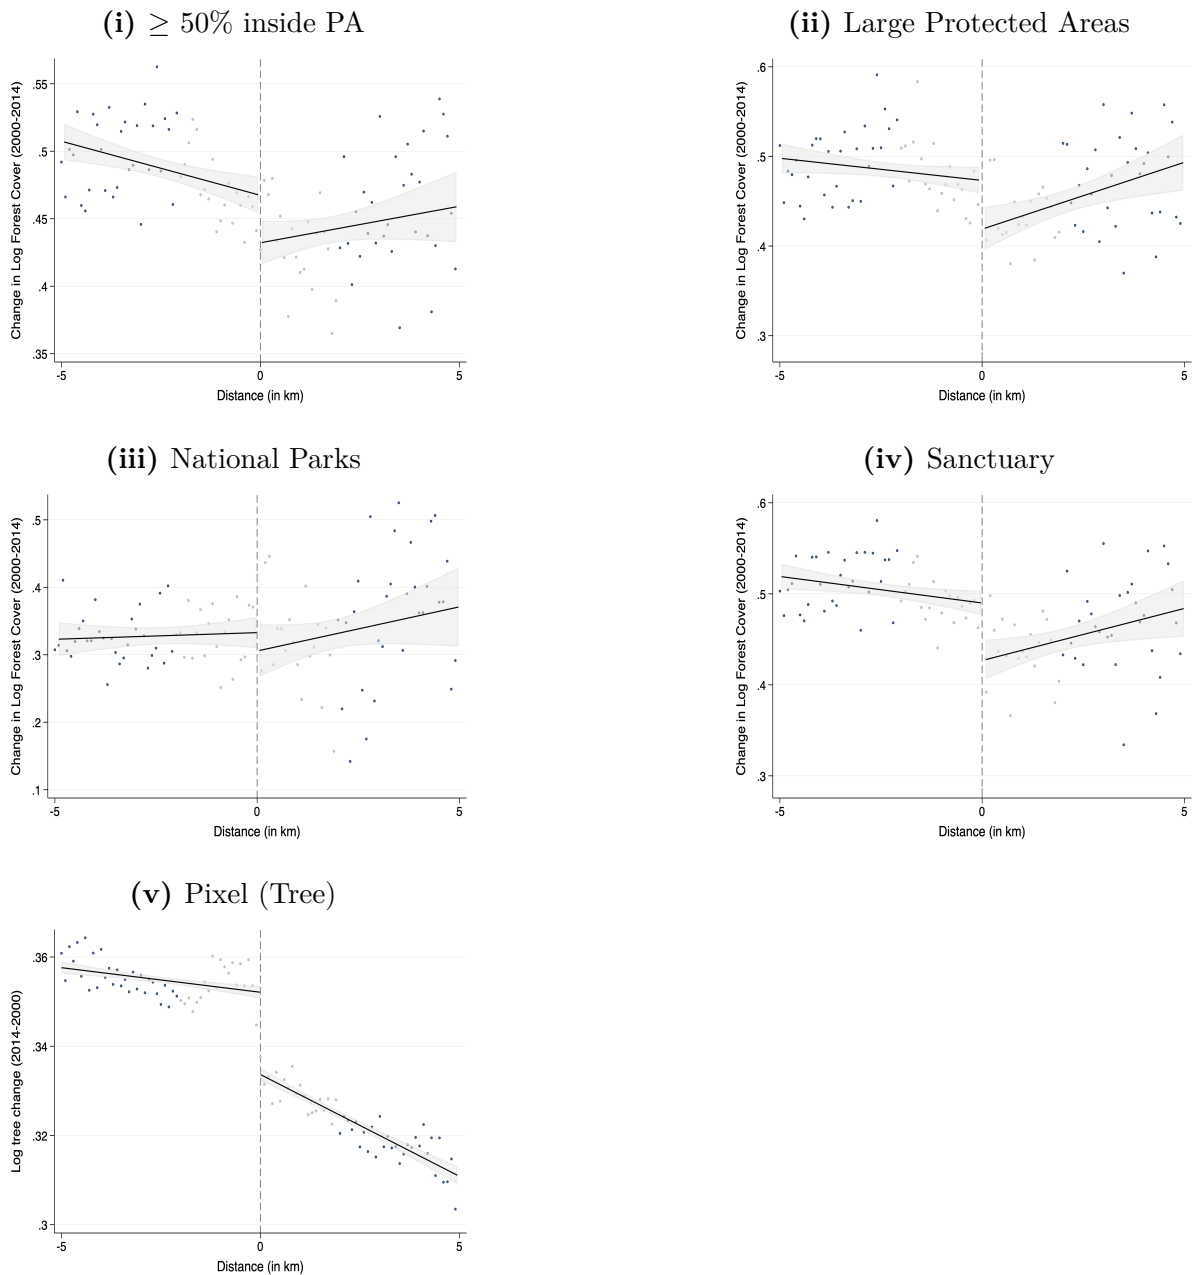 (i) ≥ 50% inside PA
Change in Log Forest Cover (2000-2014)
.55
.5
.45
.4
.35
-5 0 5
Distance (in km)
(ii) Large Protected Areas
Change in Log Forest Cover (2000-2014)
.6
.5
.4
.3
-5 0 5
Distance (in km)
(iii) National Parks
Change in Log Forest Cover (2000-2014)
.5
.4
.3
.2
.1
-5 0 5
Distance (in km)
(iv) Sanctuary
Change in Log Forest Cover (2000-2014)
.6
.5
.4
.3
-5 0 5
Distance (in km)
(v) Pixel (Tree)
Log tree change (2014-2000)
.36
.34
.32
.3
-5 0 5
Distance (in km)